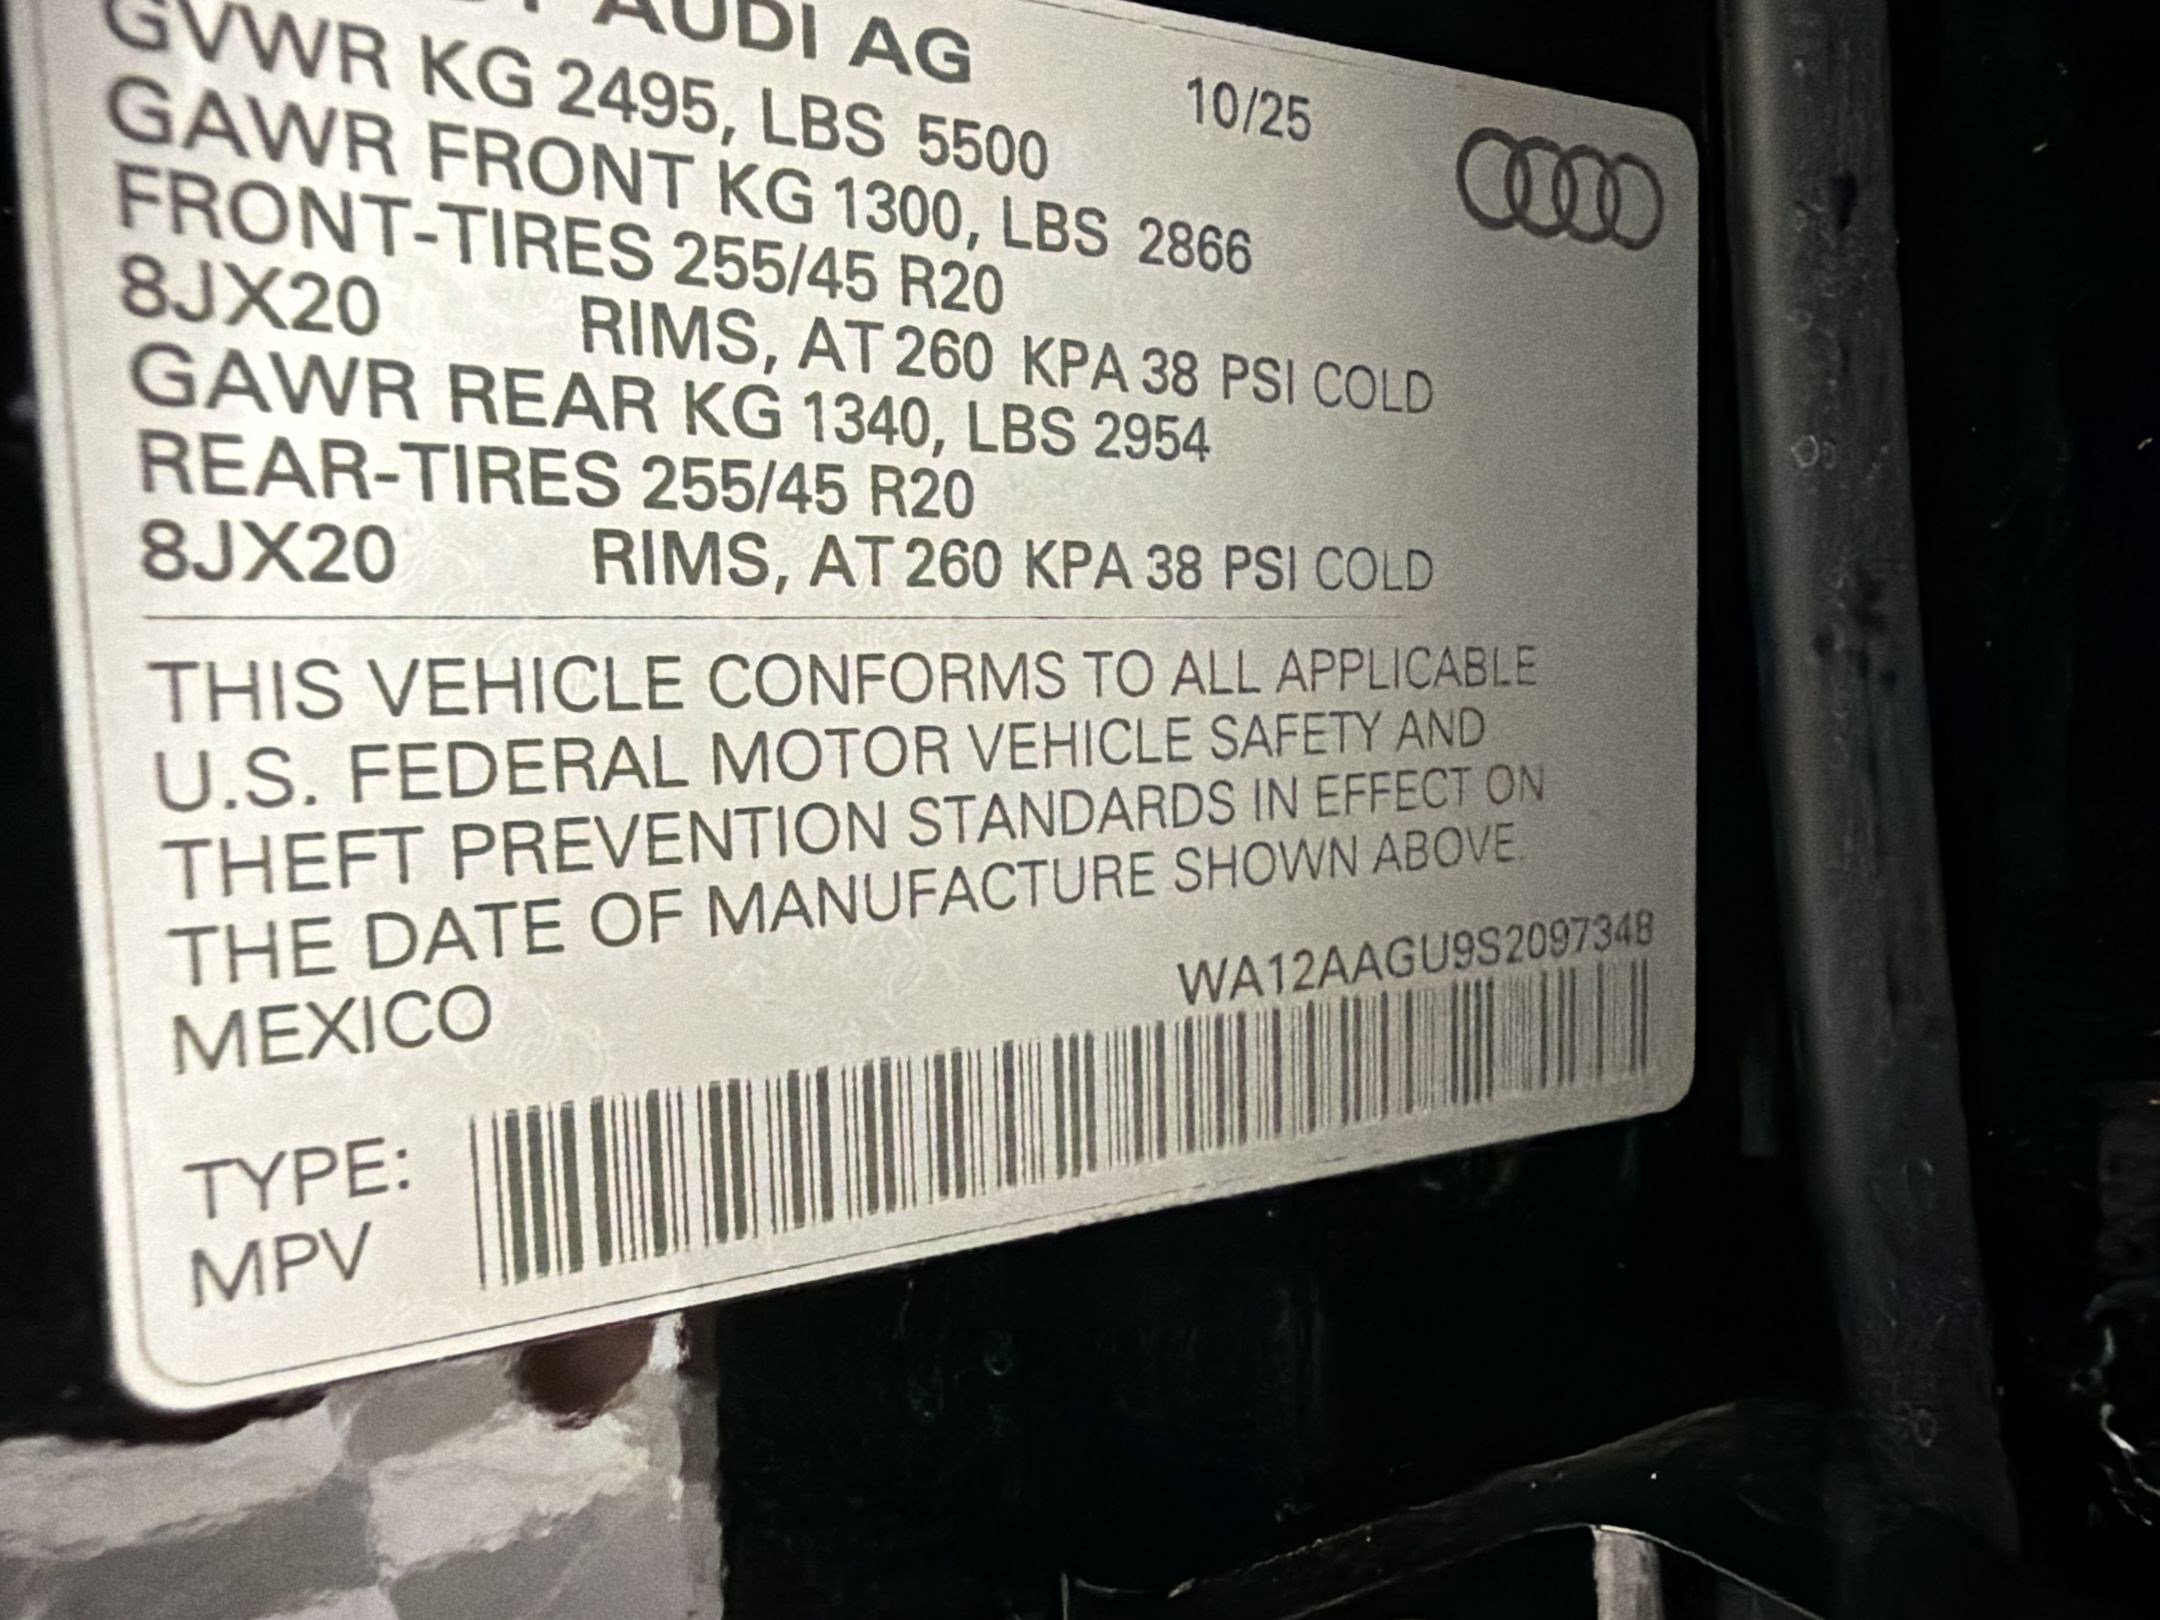 AUDI AG
10/25
GVWR KG 2495, LBS 5500
GAWR FRONT KG 1300, LBS 2866
FRONT-TIRES 255/45 R20
8JX20 RIMS, AT 260 KPA 38 PSI COLD
GAWR REAR KG 1340, LBS 2954
REAR-TIRES 255/45 R20
8JX20 RIMS, AT 260 KPA 38 PSI COLD
THIS VEHICLE CONFORMS TO ALL APPLICABLE
U.S. FEDERAL MOTOR VEHICLE SAFETY AND
THEFT PREVENTION STANDARDS IN EFFECT ON
THE DATE OF MANUFACTURE SHOWN ABOVE.
MEXICO
WA12AAGU9S2097348
TYPE:
MPV